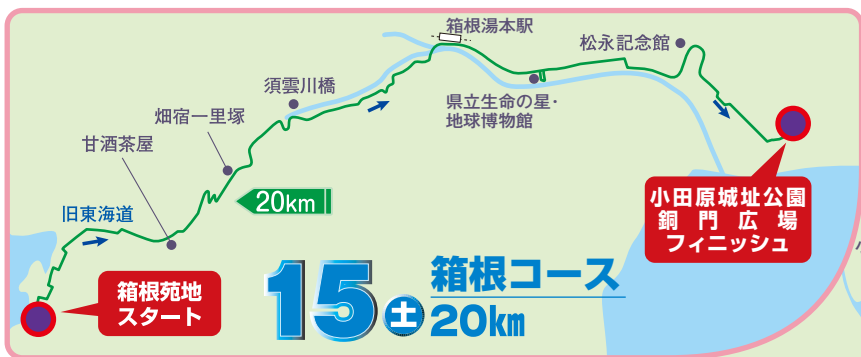 箱根湯本駅
松永記念館
須雲川橋
県立生命の星・
地球博物館
畑宿一里塚
甘酒茶屋
20km
旧東海道
小田原城址公園
銅門広場
フィニッシュ
箱根苑地
スタート
15土
箱根コース
20km